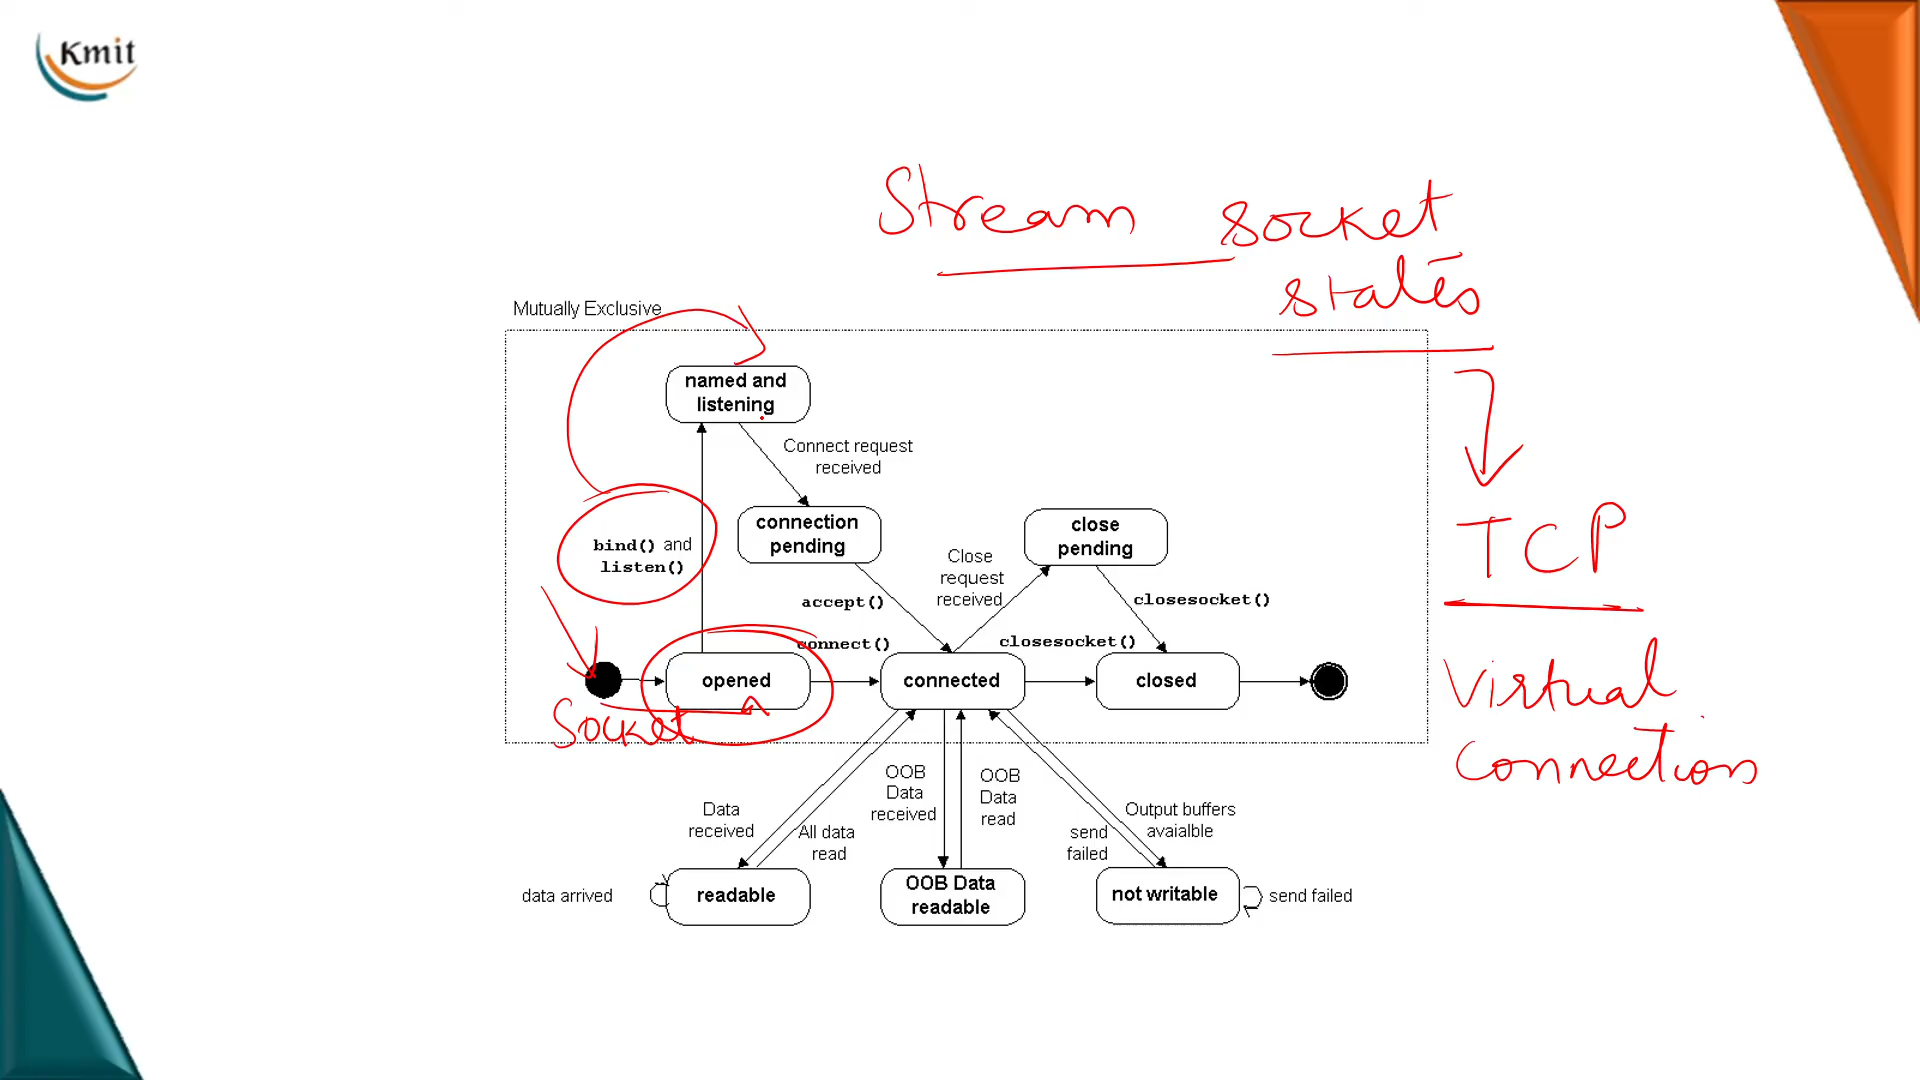 Kmit
Stream socket
states
Mutually Exclusive
named and
listening
Connect request
received
TCP
connection
pending
close
pending
bind() and
listen()
Close
request
received
accept()
closesocket()
connect()
closesocket()
opened
connected
closed
Socket
Virtual
Connection
OOB
Data
received
OOB
Data
read
Data
received
All data
read
send
failed
Output buffers
avaialble
data arrived
readable
OOB Data
readable
not writable
send failed